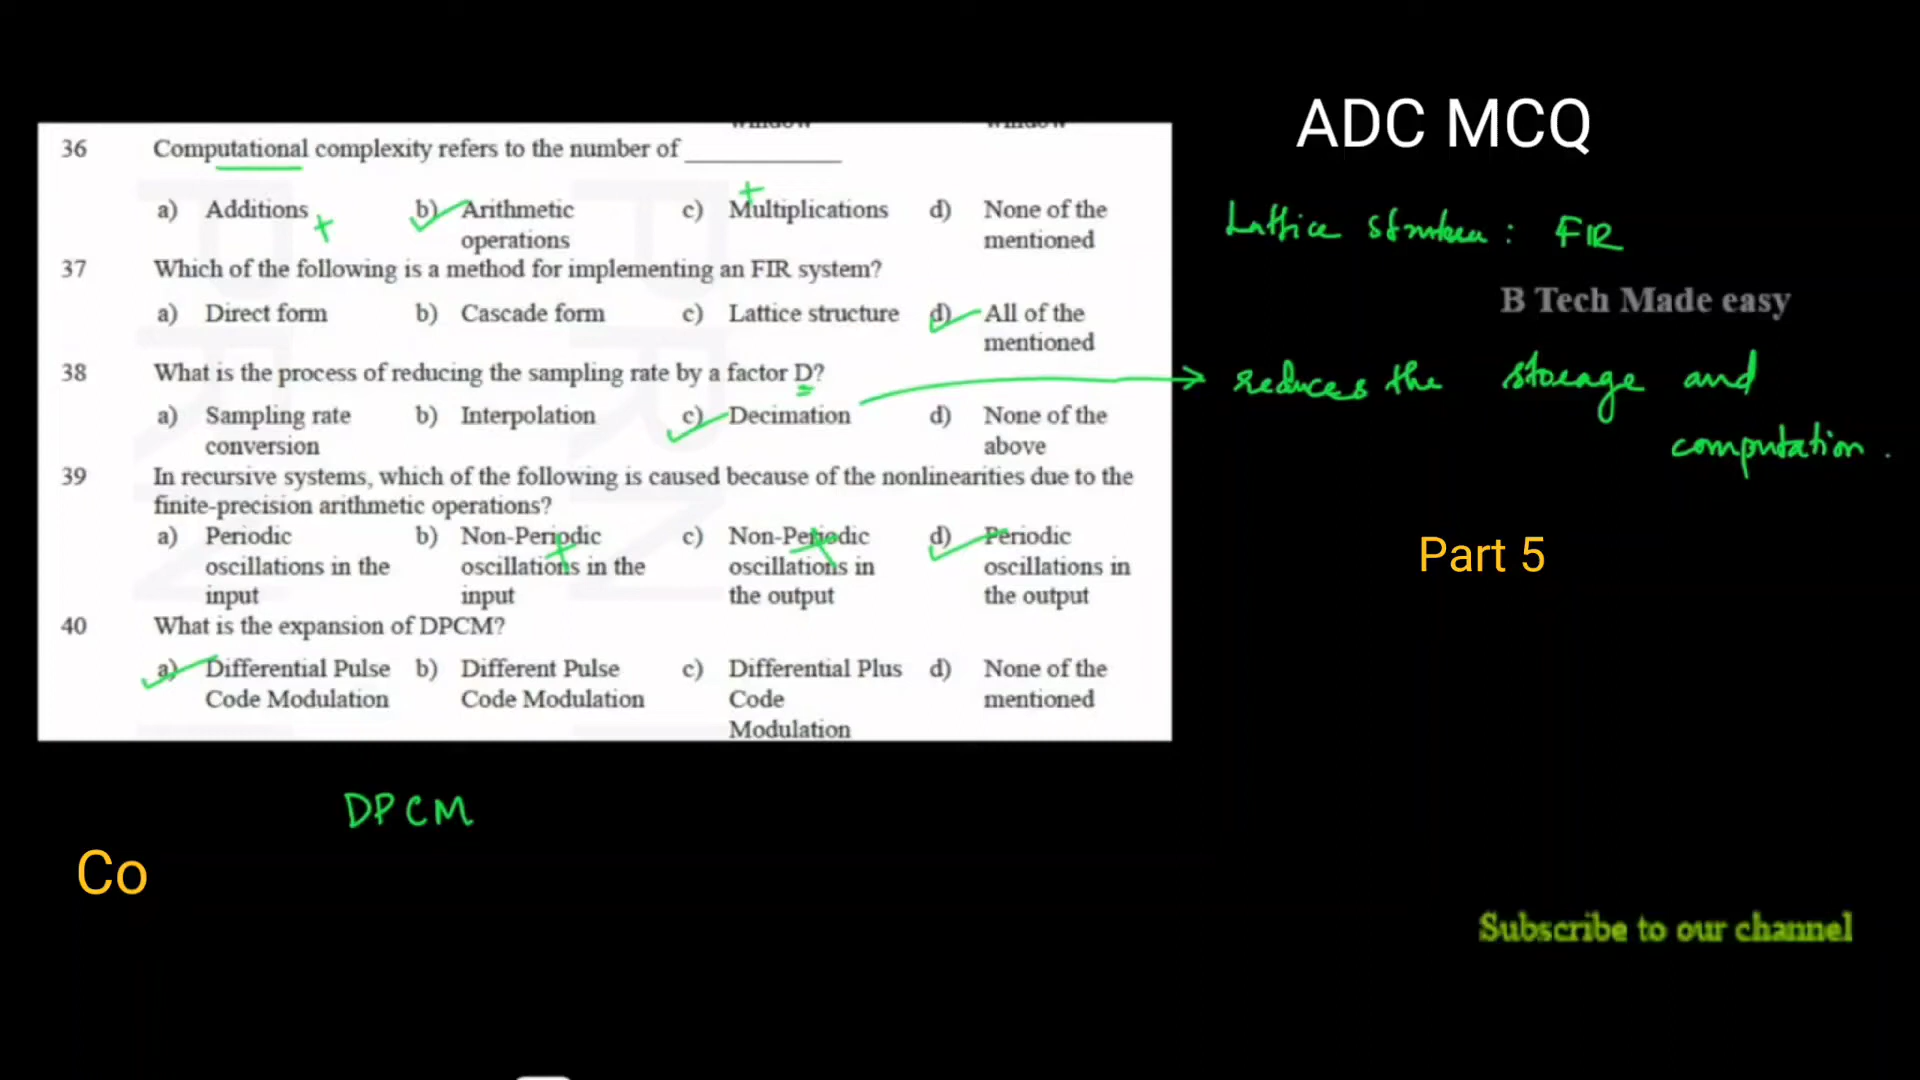 ADC MCQ
36 Computational complexity refers to the number of ____________
a) Additions b) Arithmetic operations c) Multiplications d) None of the mentioned
37 Which of the following is a method for implementing an FIR system?
a) Direct form b) Cascade form c) Lattice structure d) All of the mentioned
38 What is the process of reducing the sampling rate by a factor D?
a) Sampling rate conversion b) Interpolation c) Decimation d) None of the above
39 In recursive systems, which of the following is caused because of the nonlinearities due to the
finite-precision arithmetic operations?
a) Periodic oscillations in the input b) Non-Periodic oscillations in the input c) Non-Periodic oscillations in the output d) Periodic oscillations in the output
40 What is the expansion of DPCM?
a) Differential Pulse Code Modulation b) Different Pulse Code Modulation c) Differential Plus Code Modulation d) None of the mentioned
Lattice : FIR
B Tech Made easy
reduces the storage and
computation.
Part 5
DPCM
Co
Subscribe to our channel